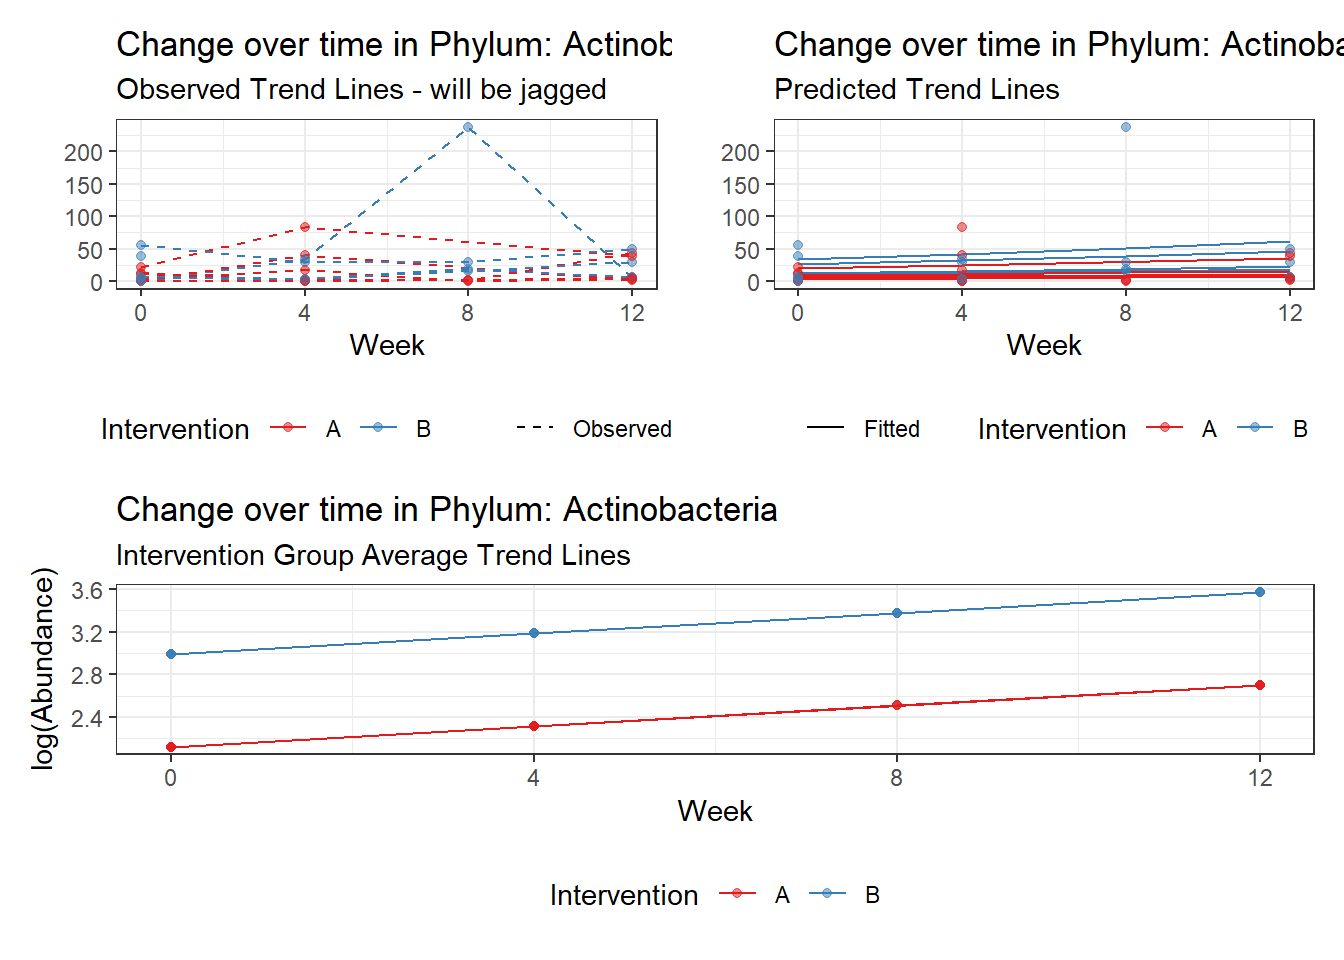 Change over time in Phylum: Actinob
Observed Trend Lines - will be jagged
200
150
100
50
0
0 4 8 12
Week
Intervention A B Observed
Change over time in Phylum: Actinoba
Predicted Trend Lines
200
150
100
50
0
0 4 8 12
Week
Fitted Intervention A B
Change over time in Phylum: Actinobacteria
Intervention Group Average Trend Lines
log(Abundance)
3.6
3.2
2.8
2.4
0 4 8 12
Week
Intervention A B